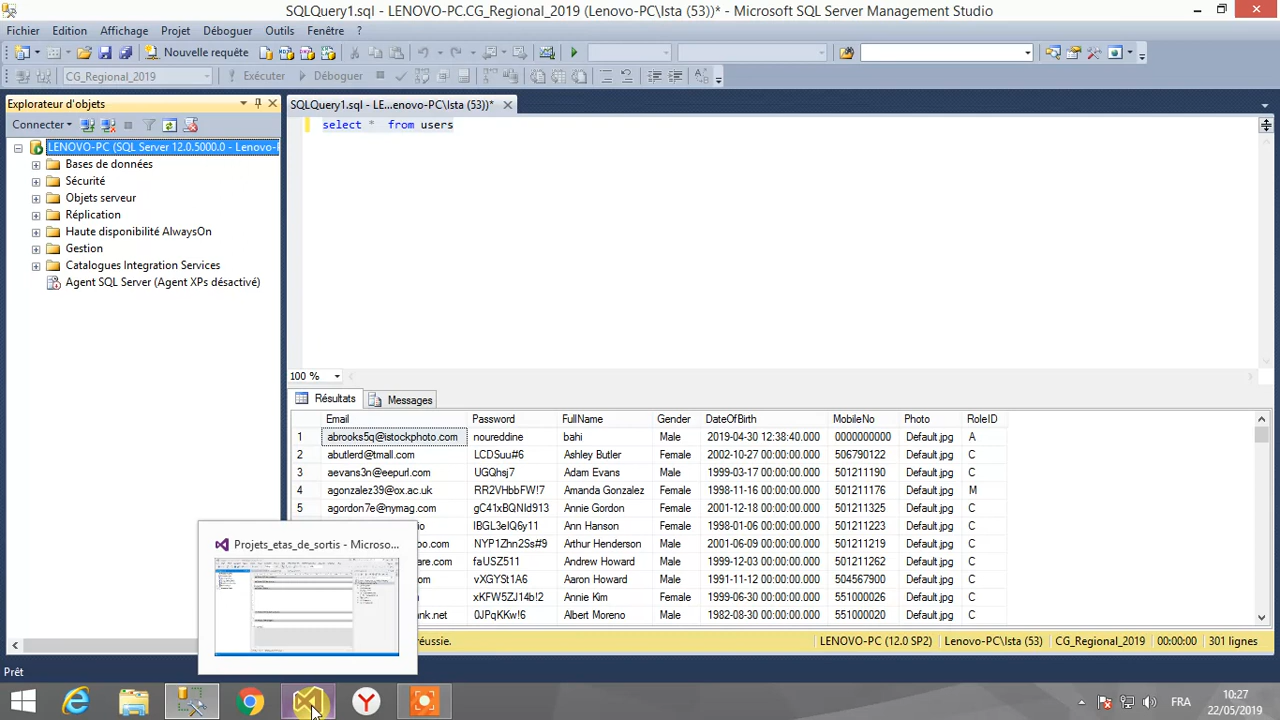 SQLQuery1.sql - LENOVO-PC.CG_Regional_2019 (Lenovo-PC\Ista (53))* - Microsoft SQL Server Management Studio
Fichier Edition Affichage Projet Déboguer Outils Fenêtre ?
Nouvelle requête
CG_Regional_2019 Exécuter Déboguer
Explorateur d'objets
SQLQuery1.sql - LE...enovo-PC\Ista (53))*
Connecter
select * from users
LENOVO-PC (SQL Server 12.0.5000.0 - Lenovo-
Bases de données
Sécurité
Objets serveur
Réplication
Haute disponibilité AlwaysOn
Gestion
Catalogues Integration Services
Agent SQL Server (Agent XPs désactivé)
100 %
Résultats Messages
Email Password FullName Gender DateOfBirth MobileNo Photo RoleID
1 abrooks5q@istockphoto.com noureddine bahi Male 2019-04-30 12:38:40.000 0000000000 Default.jpg A
2 abutlerd@tmall.com LCDSuu#6 Ashley Butler Female 2002-10-27 00:00:00.000 506790122 Default.jpg C
3 aevans3n@eepurl.com UGQhsj7 Adam Evans Male 1999-03-17 00:00:00.000 501211190 Default.jpg C
4 agonzalez39@ox.ac.uk RR2VHbbFW!7 Amanda Gonzalez Female 1998-11-16 00:00:00.000 501211176 Default.jpg M
5 agordon7e@nymag.com gC41xBQNId913 Annie Gordon Female 2001-12-18 00:00:00.000 501211325 Default.jpg C
io IBGL3eIQ6y11 Ann Hanson Female 1998-01-06 00:00:00.000 501211223 Default.jpg C
com NYP1Zhn2Ss#9 Arthur Henderson Male 2001-06-09 00:00:00.000 501211219 Default.jpg C
are.com faUSZ511 Andrew Howard Male 1999-12-03 00:00:00.000 501211262 Default.jpg C
om vXGYSt1A6 Aaron Howard Male 1991-11-12 00:00:00.000 504567900 Default.jpg C
xKFW5ZJ14b!2 Annie Kim Female 1999-06-30 00:00:00.000 551000026 Default.jpg C
nk.net 0JPqKKw!6 Albert Moreno Male 1982-08-30 00:00:00.000 551000020 Default.jpg C
Projets_etas_de_sortis - Microso...
réussie. LENOVO-PC (12.0 SP2) Lenovo-PC\Ista (53) CG_Regional_2019 00:00:00 301 lignes
Prêt
FRA
10:27
22/05/2019